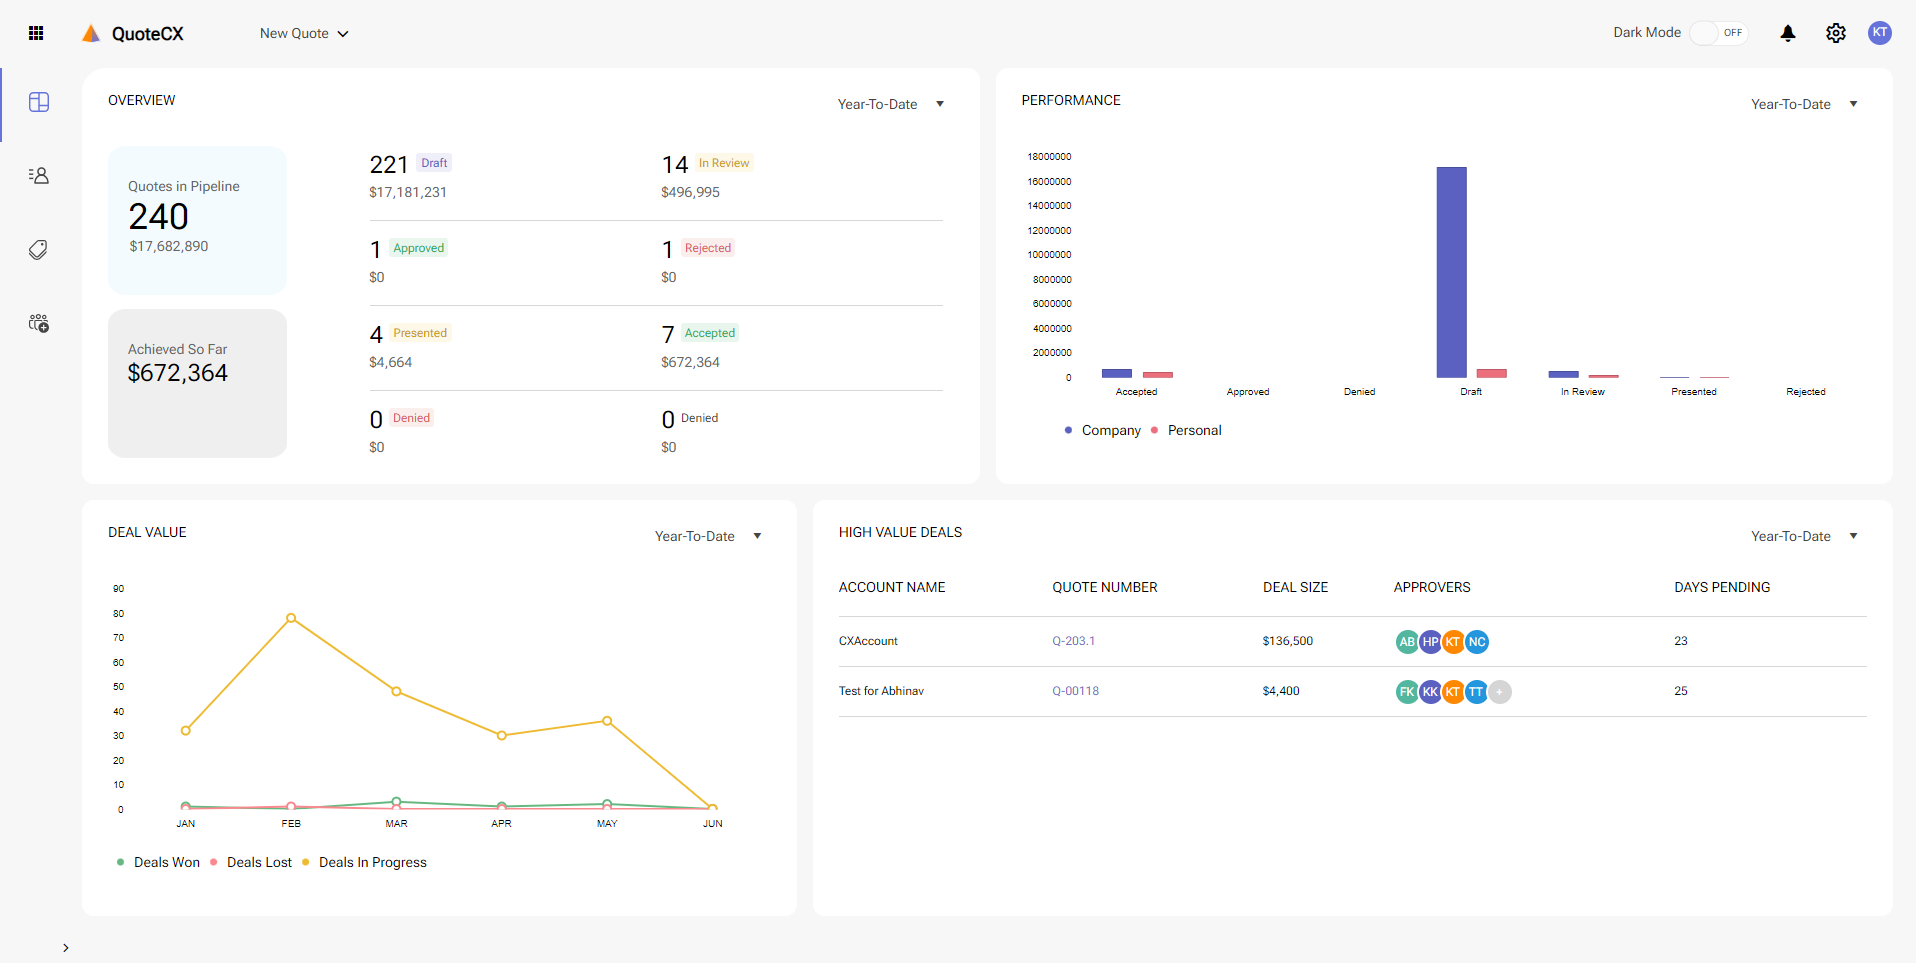 QuoteCX
New Quote
Dark Mode OFF
KT
OVERVIEW
Year-To-Date
Quotes in Pipeline
240
$17,682,890
Achieved So Far
$672,364
221 Draft
$17,181,231
14 In Review
$496,995
1 Approved
$0
1 Rejected
$0
4 Presented
$4,664
7 Accepted
$672,364
0 Denied
$0
0 Denied
$0
PERFORMANCE
Year-To-Date
18000000
16000000
14000000
12000000
10000000
8000000
6000000
4000000
2000000
0
Accepted Approved Denied Draft In Review Presented Rejected
Company Personal
DEAL VALUE
Year-To-Date
90
80
70
60
50
40
30
20
10
0
JAN FEB MAR APR MAY JUN
Deals Won Deals Lost Deals In Progress
HIGH VALUE DEALS
Year-To-Date
ACCOUNT NAME QUOTE NUMBER DEAL SIZE APPROVERS DAYS PENDING
CXAccount Q-203.1 $136,500 AB HP KT NC 23
Test for Abhinav Q-00118 $4,400 FK KK KT TT + 25